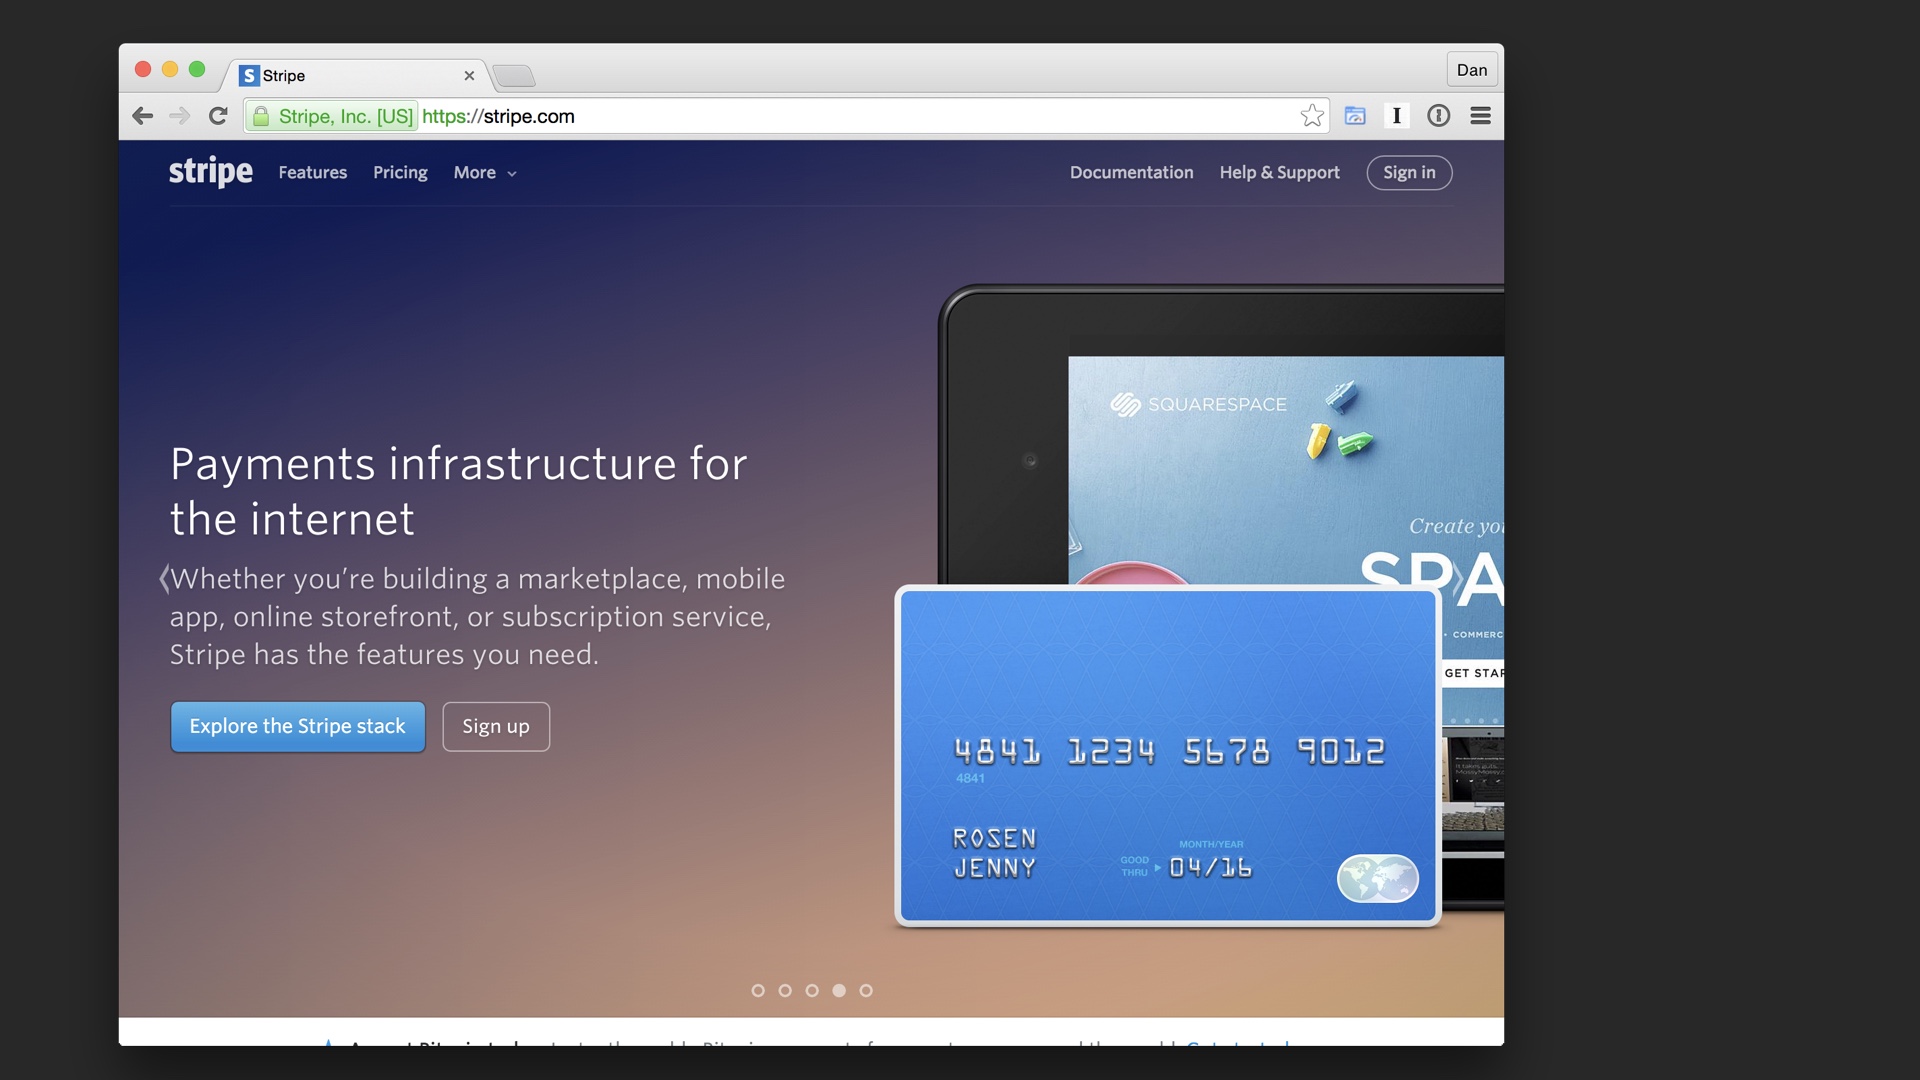 Stripe
Dan
Stripe, Inc. [US] https://stripe.com
stripe Features Pricing More Documentation Help & Support Sign in
SQUARESPACE
Payments infrastructure for
the internet
Create you
SPA
Whether you’re building a marketplace, mobile
app, online storefront, or subscription service,
Stripe has the features you need.
COMMERC
GET STAR
Explore the Stripe stack Sign up
4841 1234 5678 9012
4841
ROSEN
JENNY
MONTH/YEAR
GOOD
THRU
04/16